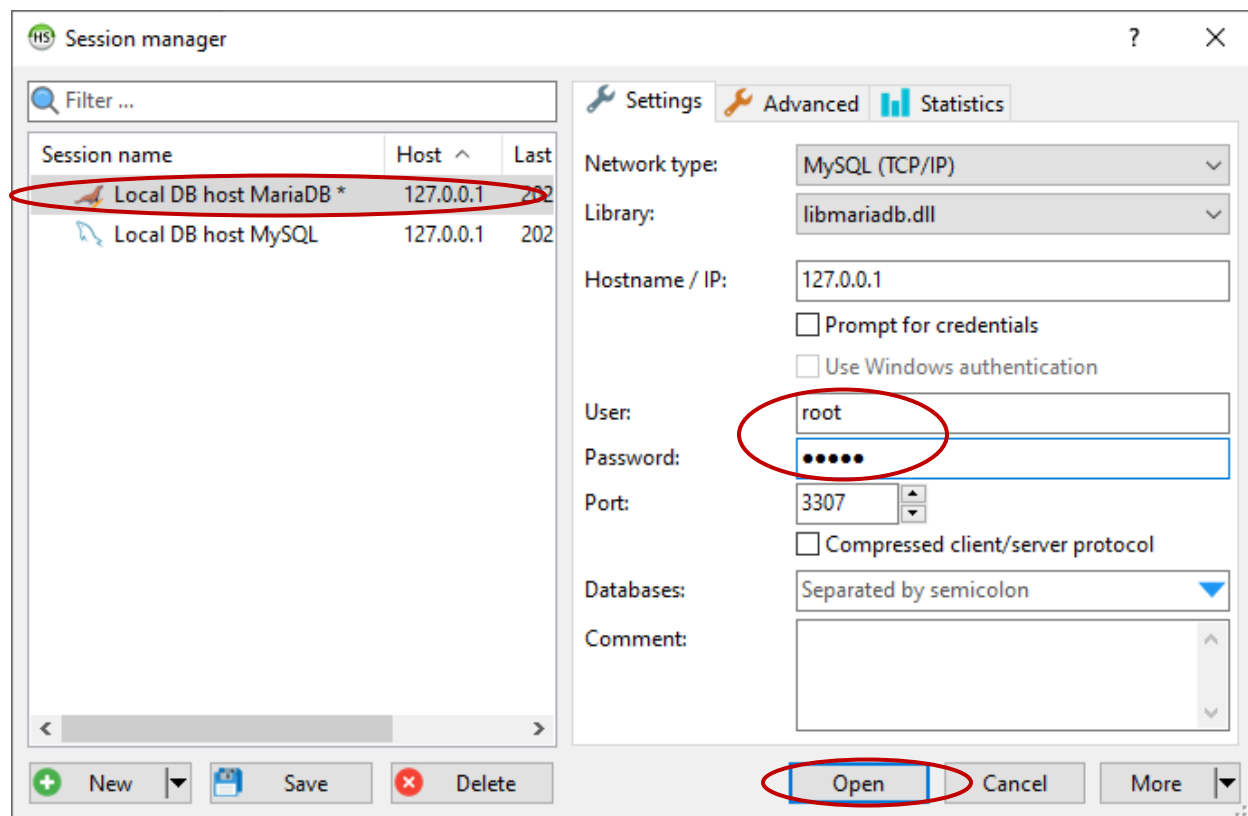 HS Session manager ?
Filter ...
Session name Host Last
Local DB host MariaDB * 127.0.0.1 202
Local DB host MySQL 127.0.0.1 202
Settings Advanced Statistics
Network type: MySQL (TCP/IP)
Library: libmariadb.dll
Hostname / IP: 127.0.0.1
Prompt for credentials
Use Windows authentication
User: root
Password: ●●●●●
Port: 3307
Compressed client/server protocol
Databases: Separated by semicolon
Comment:
New Save Delete Open Cancel More